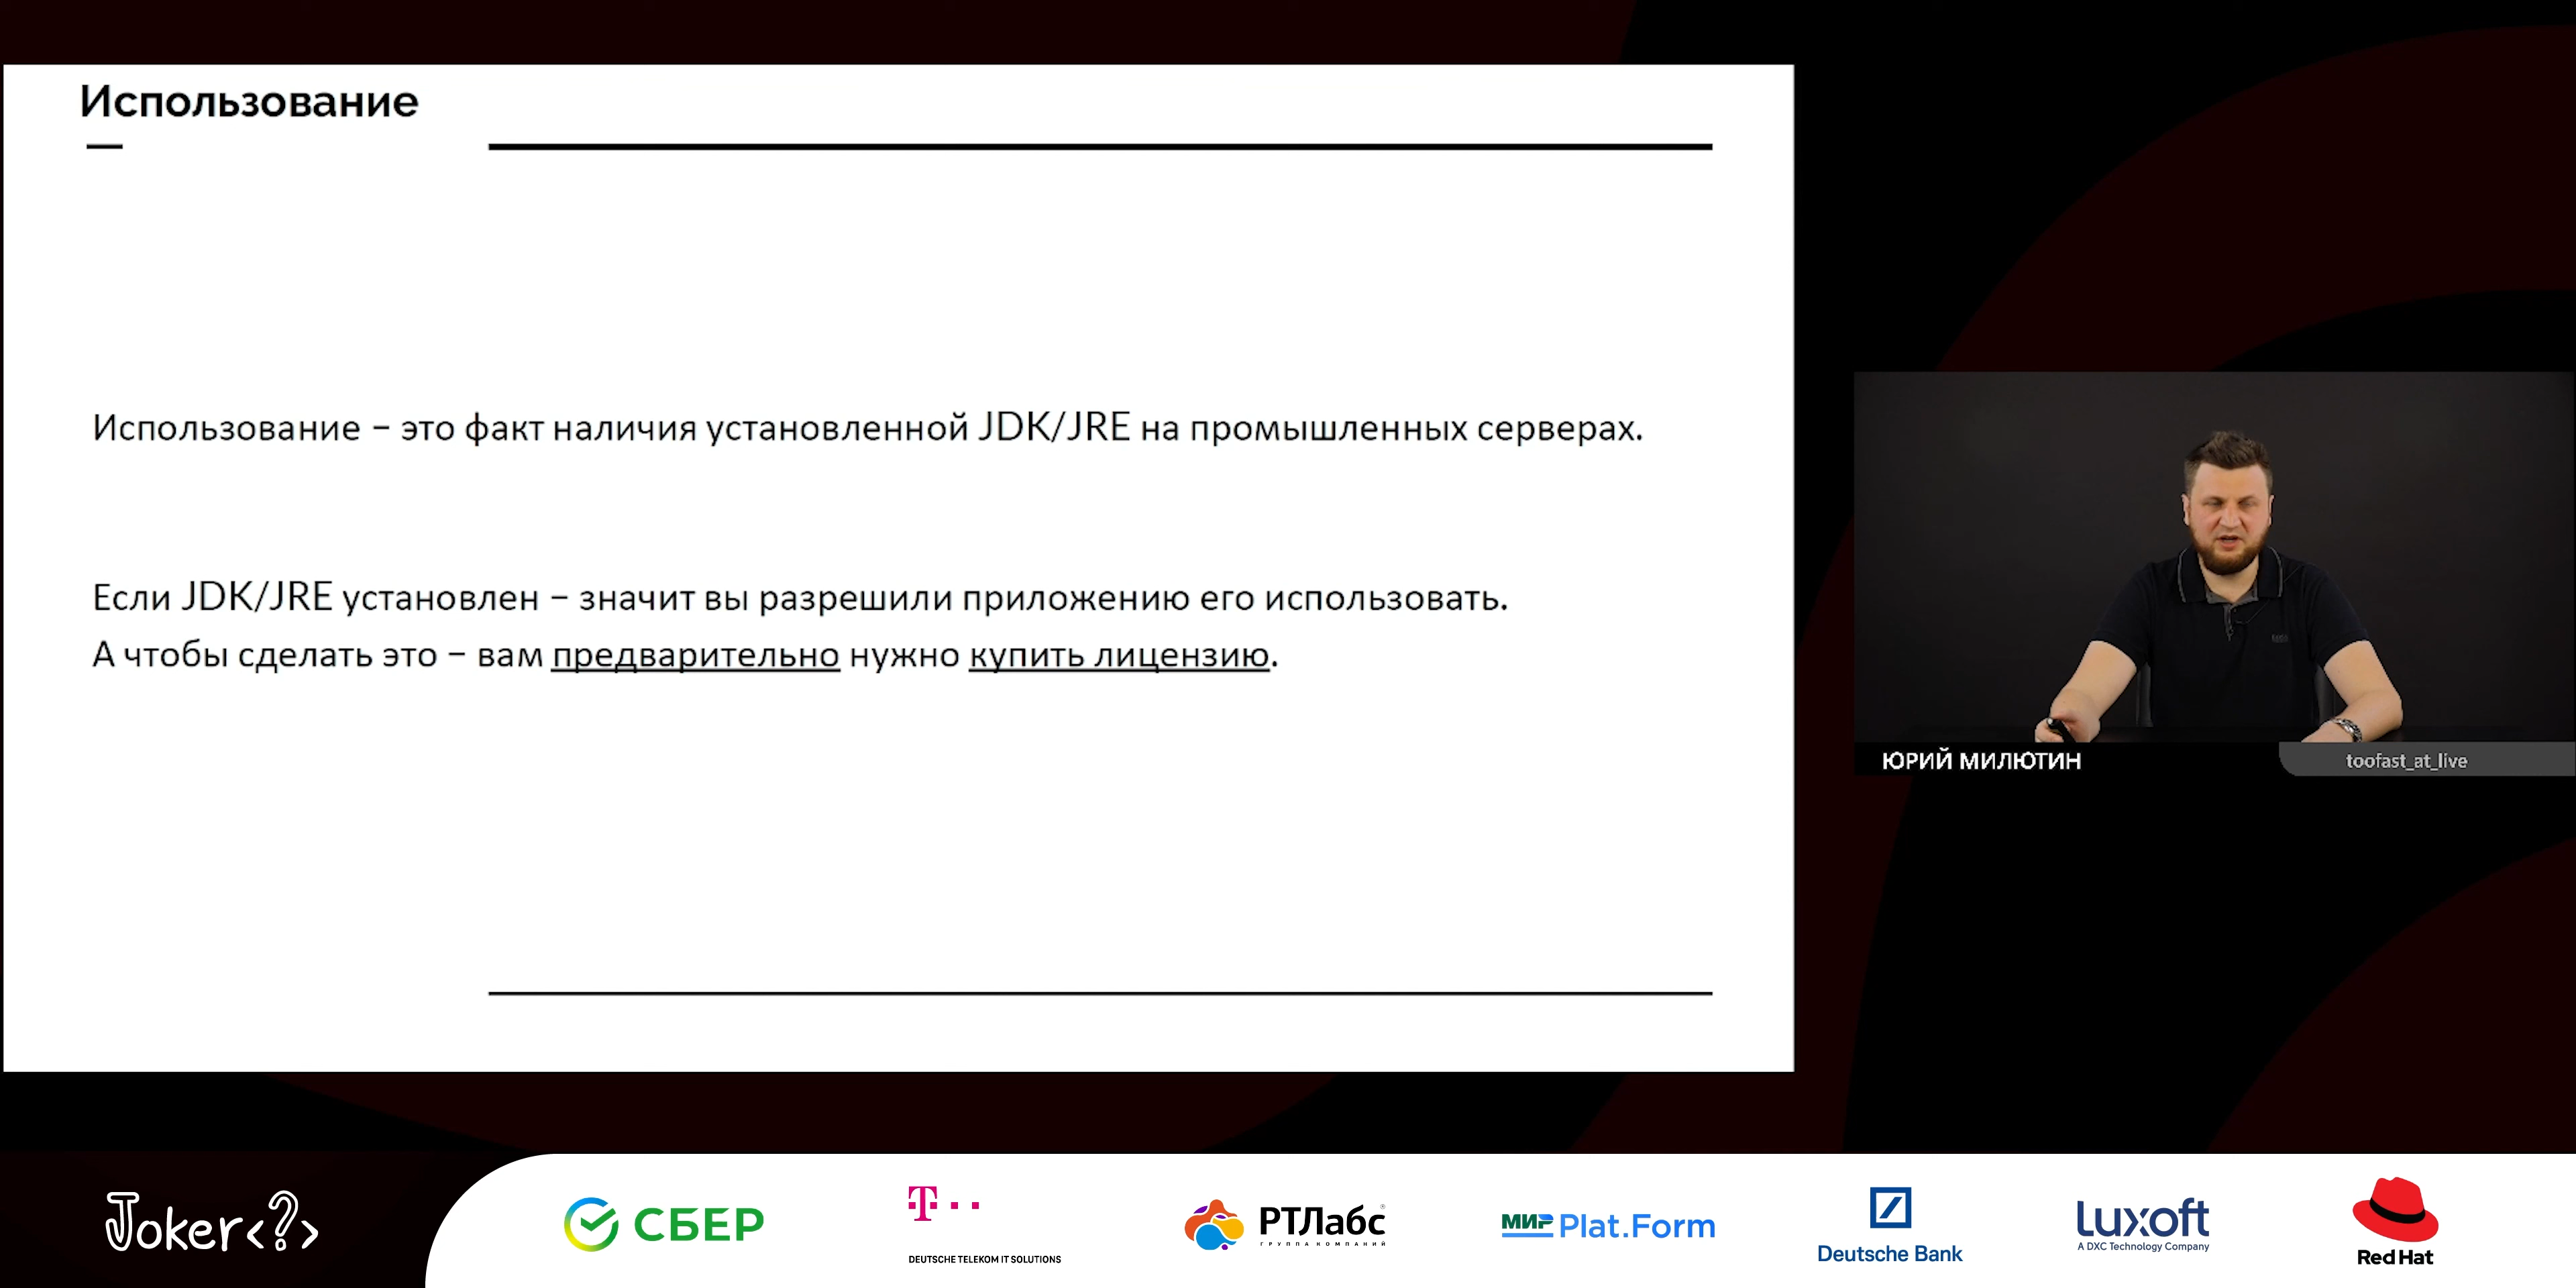 Использование
Использование – это факт наличия установленной JDK/JRE на промышленных серверах.
Если JDK/JRE установлен – значит вы разрешили приложению его использовать.
А чтобы сделать это – вам предварительно нужно купить лицензию.
ЮРИЙ МИЛЮТИН
toofast_at_live
Joker<?>
СБЕР
T
DEUTSCHE TELEKOM IT SOLUTIONS
РТЛабс
ГРУППА КОМПАНИЙ
МИР Plat.Form
Deutsche Bank
Luxoft
A DXC Technology Company
Red Hat